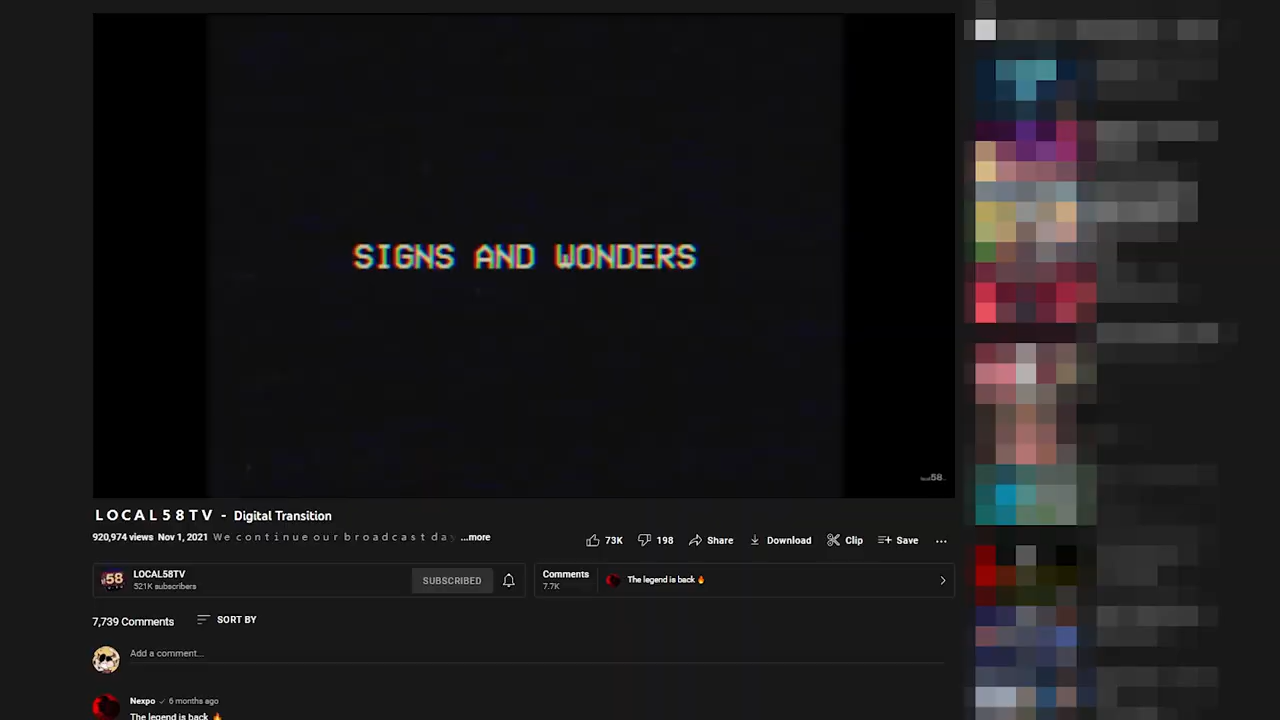 SIGNS AND WONDERS
local58
LOCAL58TV - Digital Transition
920,974 views Nov 1, 2021 We continue our broadcast day ...more
73K 198 Share Download Clip Save
58 LOCAL58TV
521K subscribers
SUBSCRIBED
Comments
7.7K
The legend is back 🔥
7,739 Comments SORT BY
Add a comment...
Nexpo 6 months ago
The legend is back 🔥